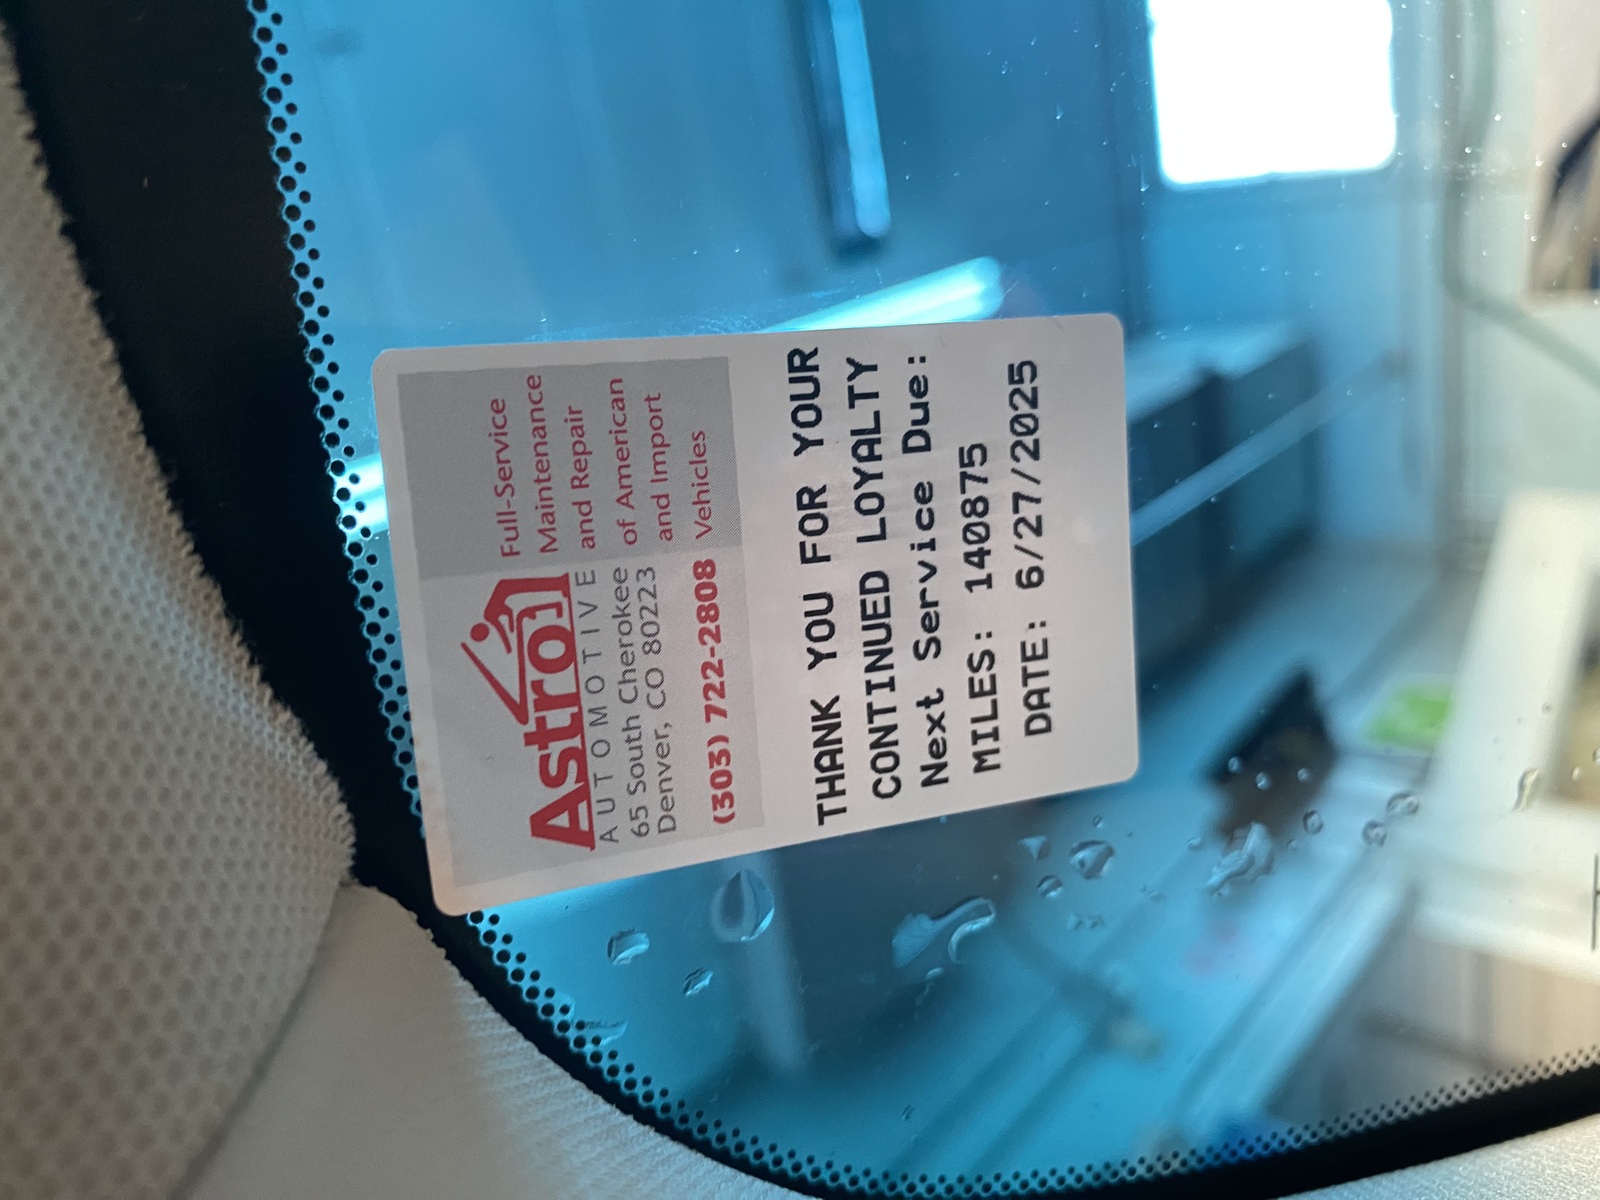 Astro
AUTOMOTIVE
65 South Cherokee
Denver, CO 80223
(303) 722-2808
Full-Service
Maintenance
and Repair
of American
and Import
Vehicles
THANK YOU FOR YOUR
CONTINUED LOYALTY
Next Service Due:
MILES: 140875
DATE: 6/27/2025